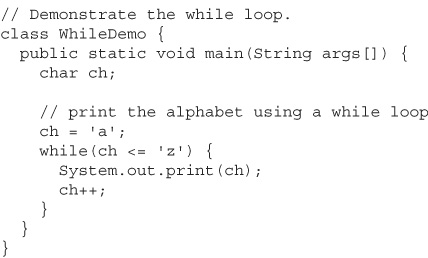 // Demonstrate the while loop.
class WhileDemo {
  public static void main(String args[]) {
    char ch;

    // print the alphabet using a while loop
    ch = 'a';
    while(ch <= 'z') {
      System.out.print(ch);
      ch++;
    }
  }
}